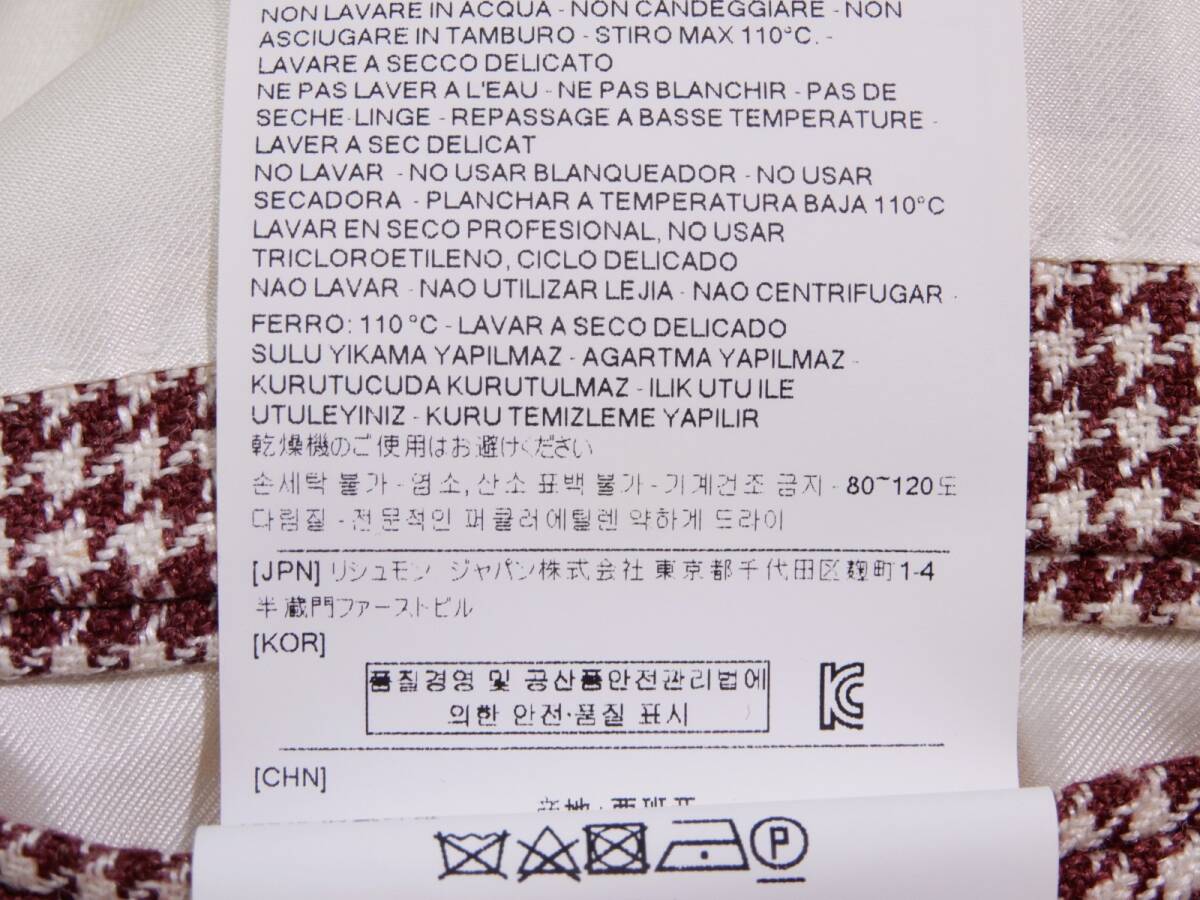 NON LAVARE IN ACQUA - NON CANDEGGIARE - NON
ASCIUGARE IN TAMBURO - STIRO MAX 110°C. -
LAVARE A SECCO DELICATO
NE PAS LAVER A L'EAU - NE PAS BLANCHIR - PAS DE
SECHE-LINGE - REPASSAGE A BASSE TEMPERATURE -
LAVER A SEC DELICAT
NO LAVAR - NO USAR BLANQUEADOR - NO USAR
SECADORA - PLANCHAR A TEMPERATURA BAJA 110°C
LAVAR EN SECO PROFESIONAL, NO USAR
TRICLOROETILENO, CICLO DELICADO
NAO LAVAR - NAO UTILIZAR LEJIA - NAO CENTRIFUGAR -
FERRO: 110°C - LAVAR A SECO DELICADO
SULU YIKAMA YAPILMAZ - AGARTMA YAPILMAZ -
KURUTUCUDA KURUTULMAZ - ILIK UTU ILE
UTULEYINIZ - KURU TEMIZLEME YAPILIR
乾燥機のご使用はお避けください
손세탁 불가 - 염소, 산소 표백 불가 - 기계건조 금지 - 80~120도
다림질 - 전문적인 퍼클러에틸렌 약하게 드라이
[JPN] リシュモン ジャパン株式会社 東京都千代田区麹町1-4
半蔵門ファーストビル
[KOR]
품질경영 및 공산품안전관리법에
의한 안전·품질 표시
KC
[CHN]
产地: 西班牙
P